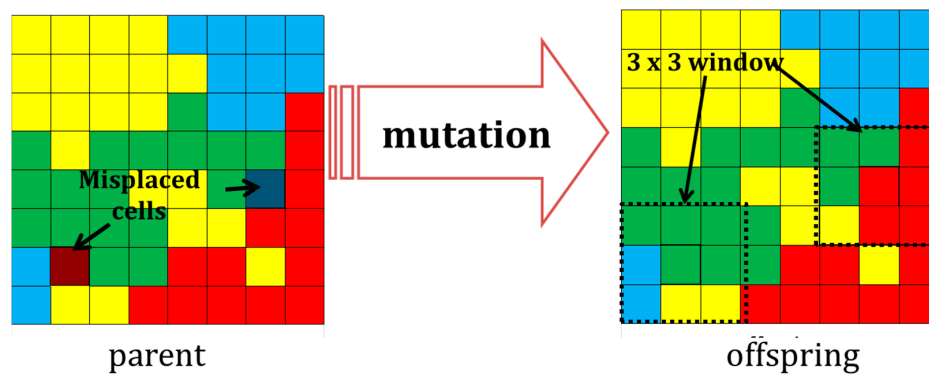 Misplaced
cells
parent
mutation
3 x 3 window
offspring